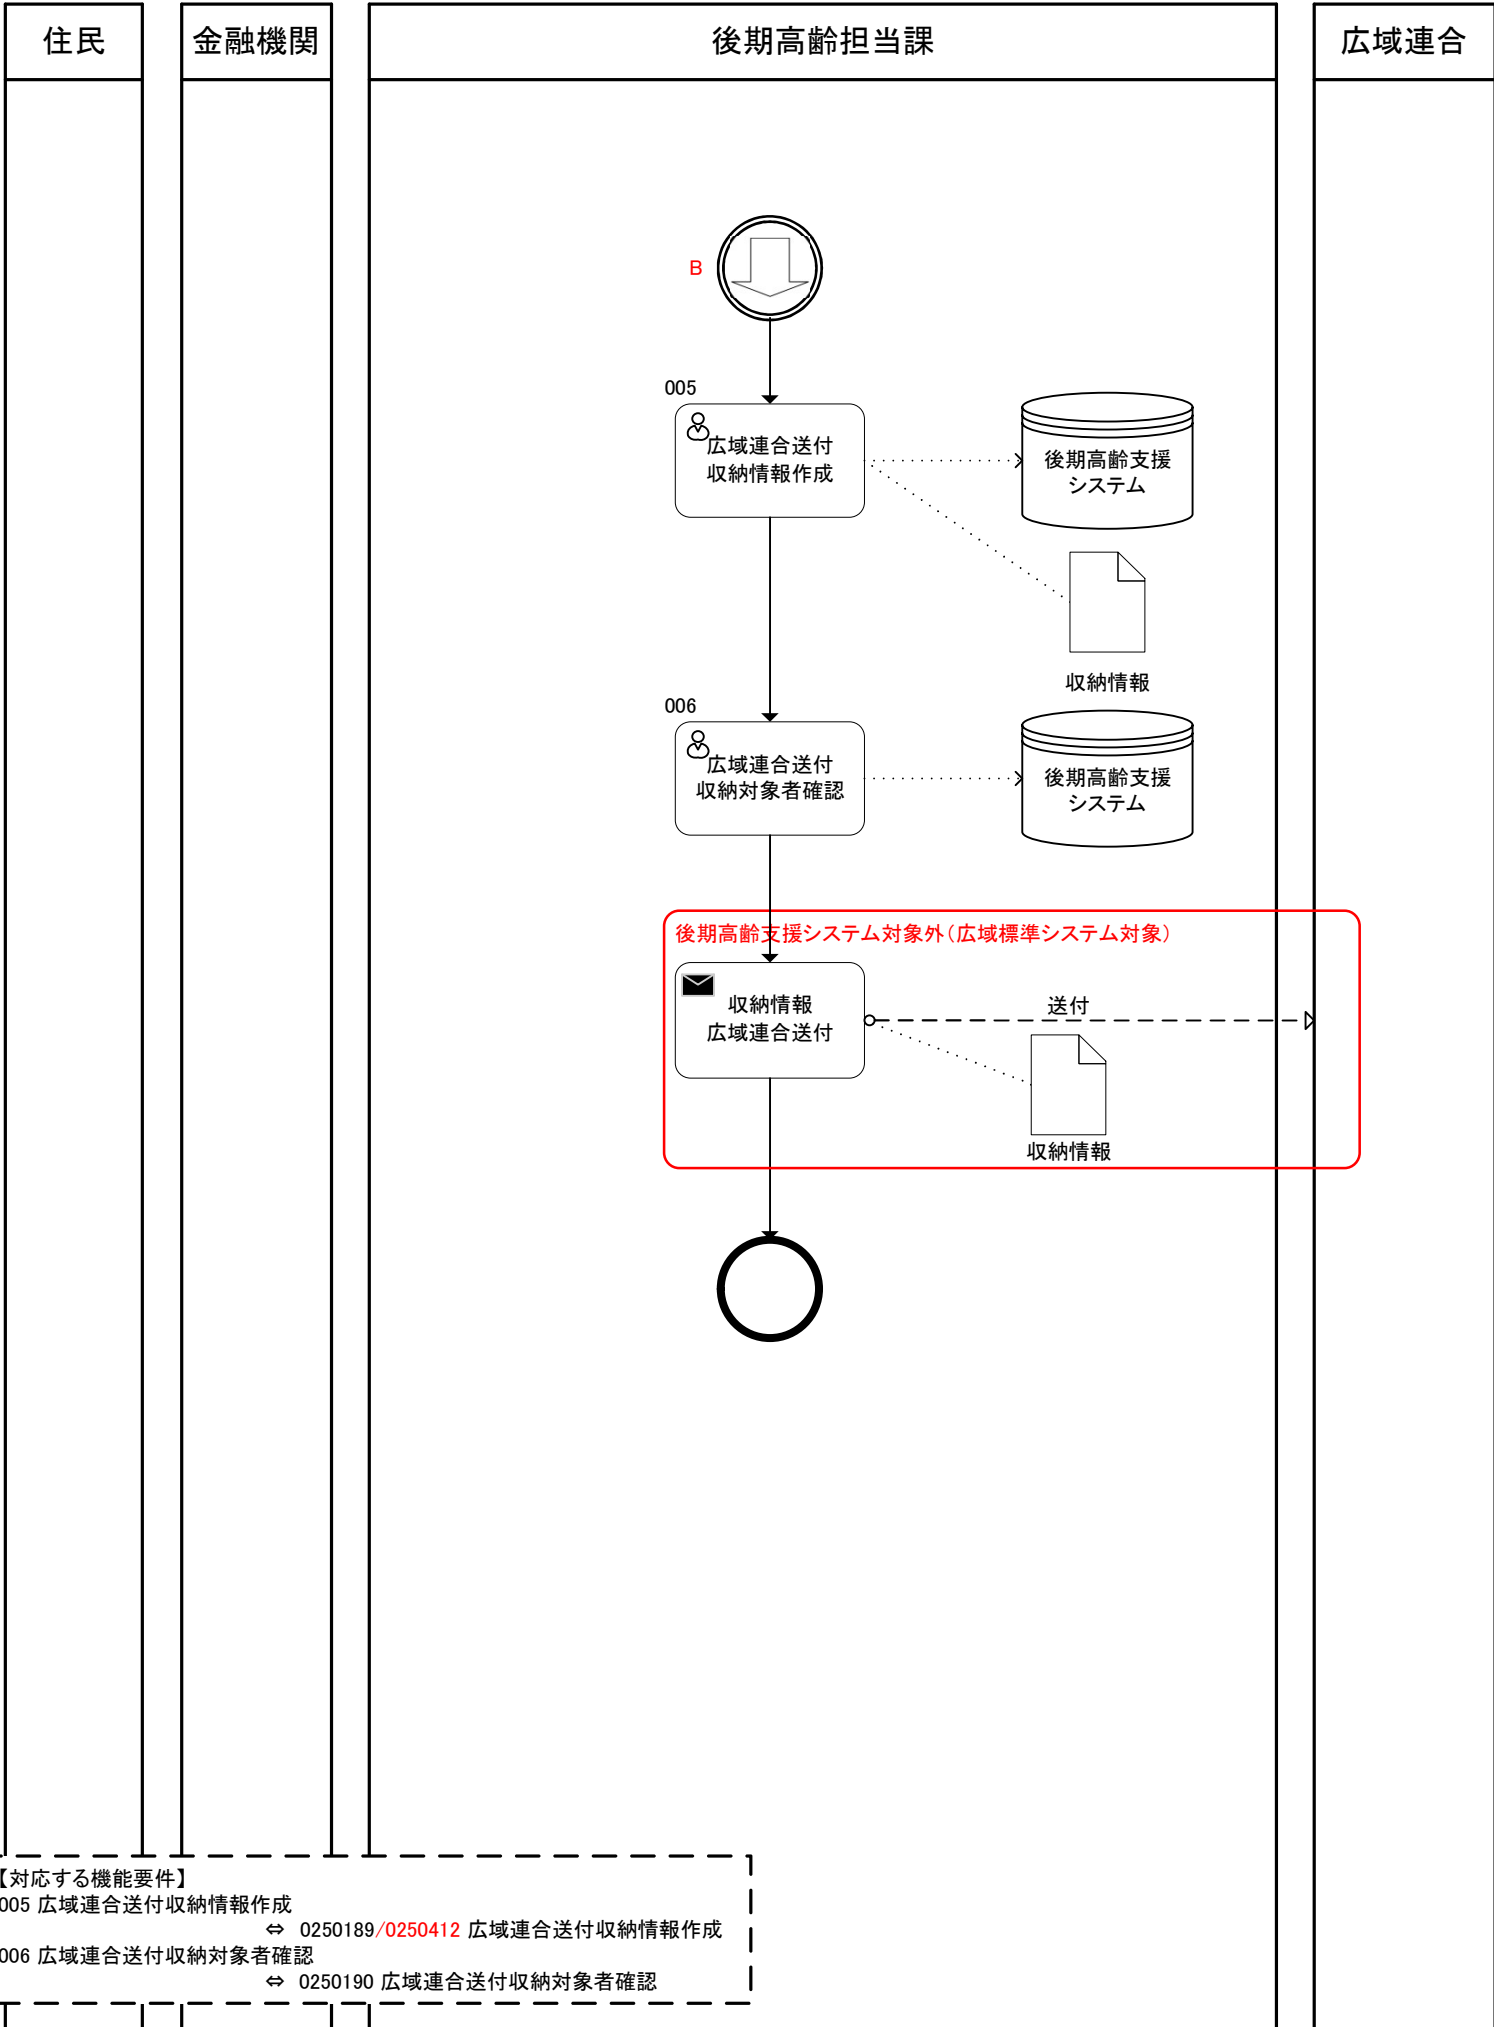 住民
金融機関
後期高齢担当課
広域連合
B
005
広域連合送付
収納情報作成
後期高齢支援
システム
収納情報
006
広域連合送付
収納対象者確認
後期高齢支援
システム
後期高齢支援システム対象外（広域標準システム対象）
収納情報
広域連合送付
送付
収納情報
【対応する機能要件】
005 広域連合送付収納情報作成
⇔ 0250189/0250412 広域連合送付収納情報作成
006 広域連合送付収納対象者確認
⇔ 0250190 広域連合送付収納対象者確認